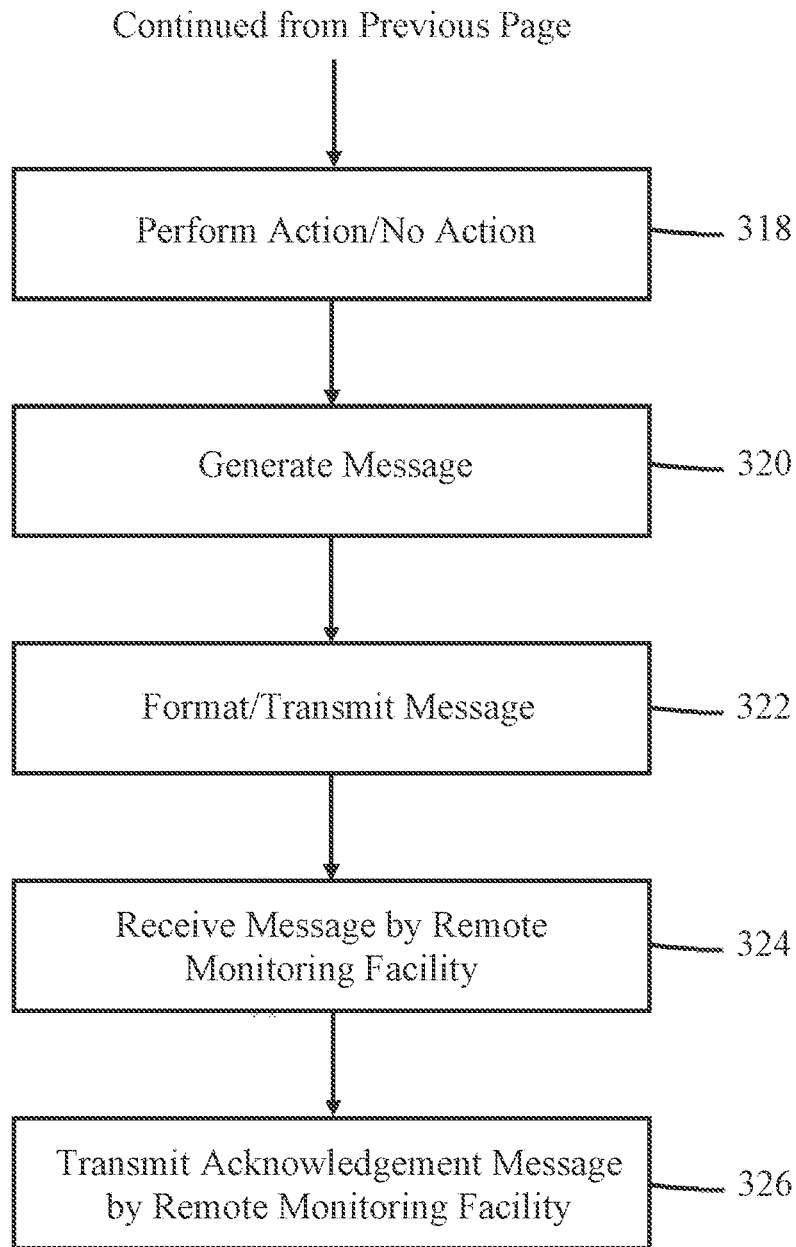 Continued from Previous Page
Perform Action/No Action
318
Generate Message
320
Format/Transmit Message
322
Receive Message by Remote
Monitoring Facility
324
Transmit Acknowledgement Message
by Remote Monitoring Facility
326